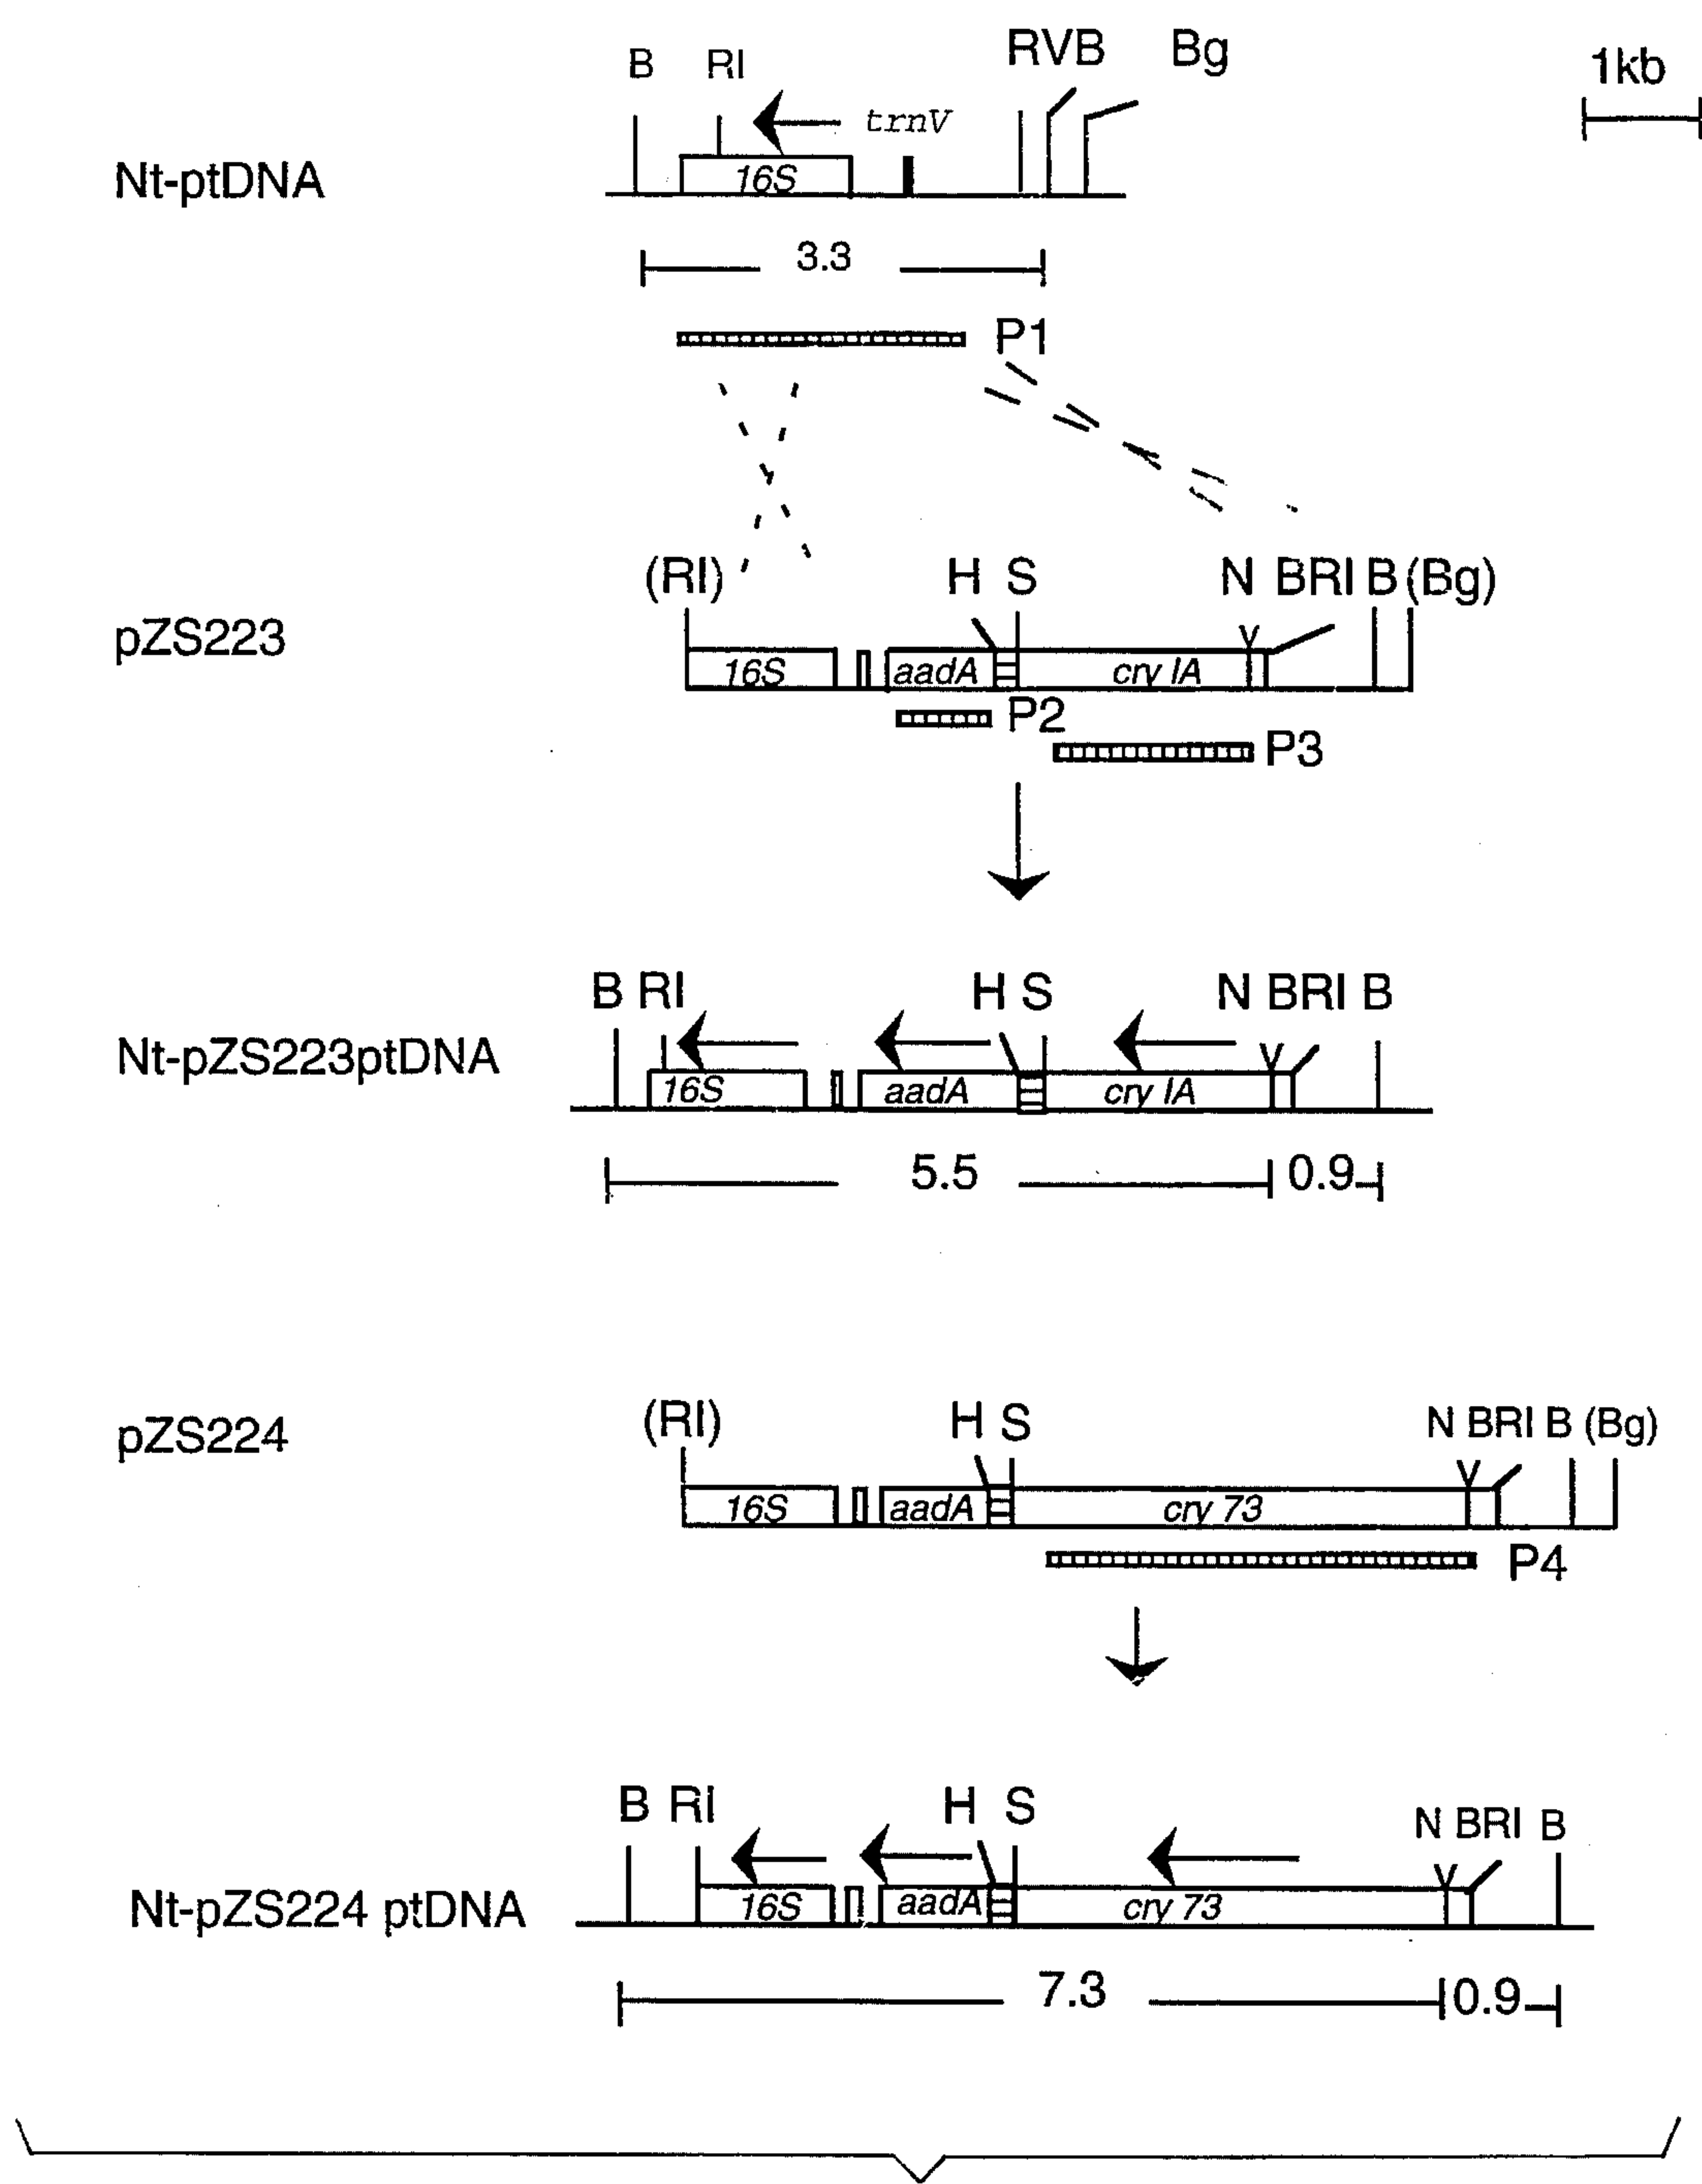 B RI RVB Bg 1kb
trnV
Nt-ptDNA 16S
3.3
P1
(RI) H S N BRI B (Bg)
V
pZS223 16S aadA cry IA
P2
P3
B RI H S N BRI B
V
Nt-pZS223ptDNA 16S aadA cry IA
5.5 0.9
(RI) H S N BRI B (Bg)
V
pZS224 16S aadA cry 73
P4
B RI H S N BRI B
V
Nt-pZS224 ptDNA 16S aadA cry 73
7.3 0.9